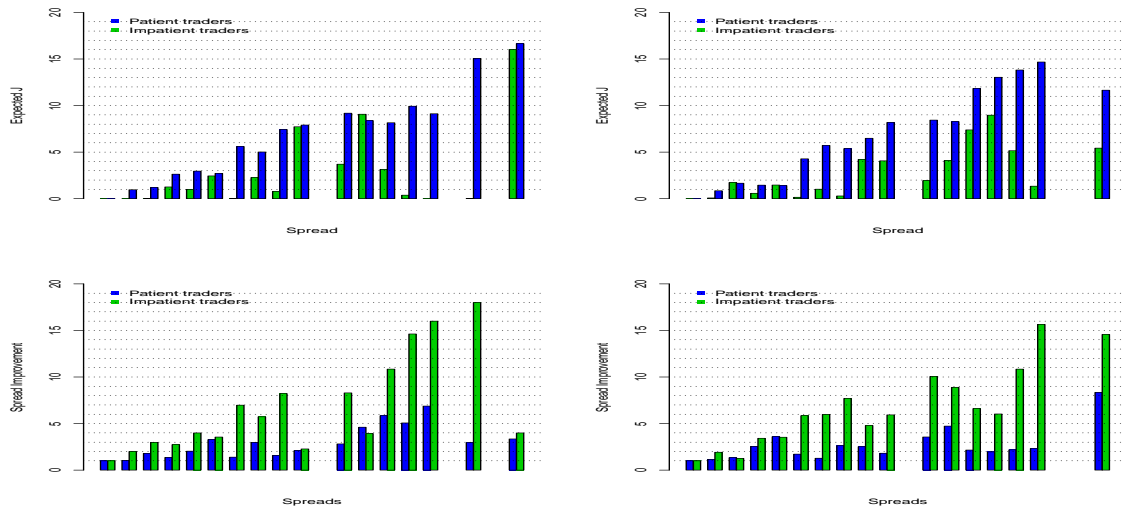 20
15
10
5
0
Expected J
Patient traders
Impatient traders
Spread
20
15
10
5
0
Expected J
Patient traders
Impatient traders
Spread
20
15
10
5
0
Spread Improvement
Patient traders
Impatient traders
Spreads
20
15
10
5
0
Spread Improvement
Patient traders
Impatient traders
Spreads